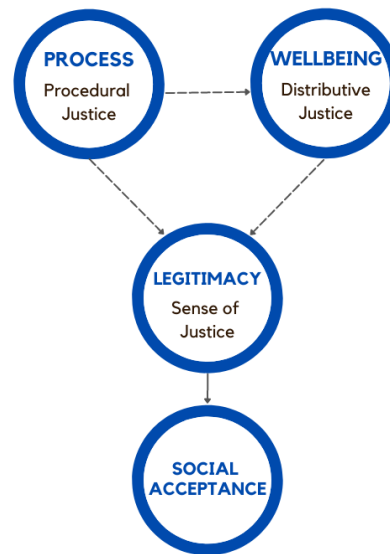 PROCESS
Procedural
Justice
WELLBEING
Distributive
Justice
LEGITIMACY
Sense of
Justice
SOCIAL
ACCEPTANCE